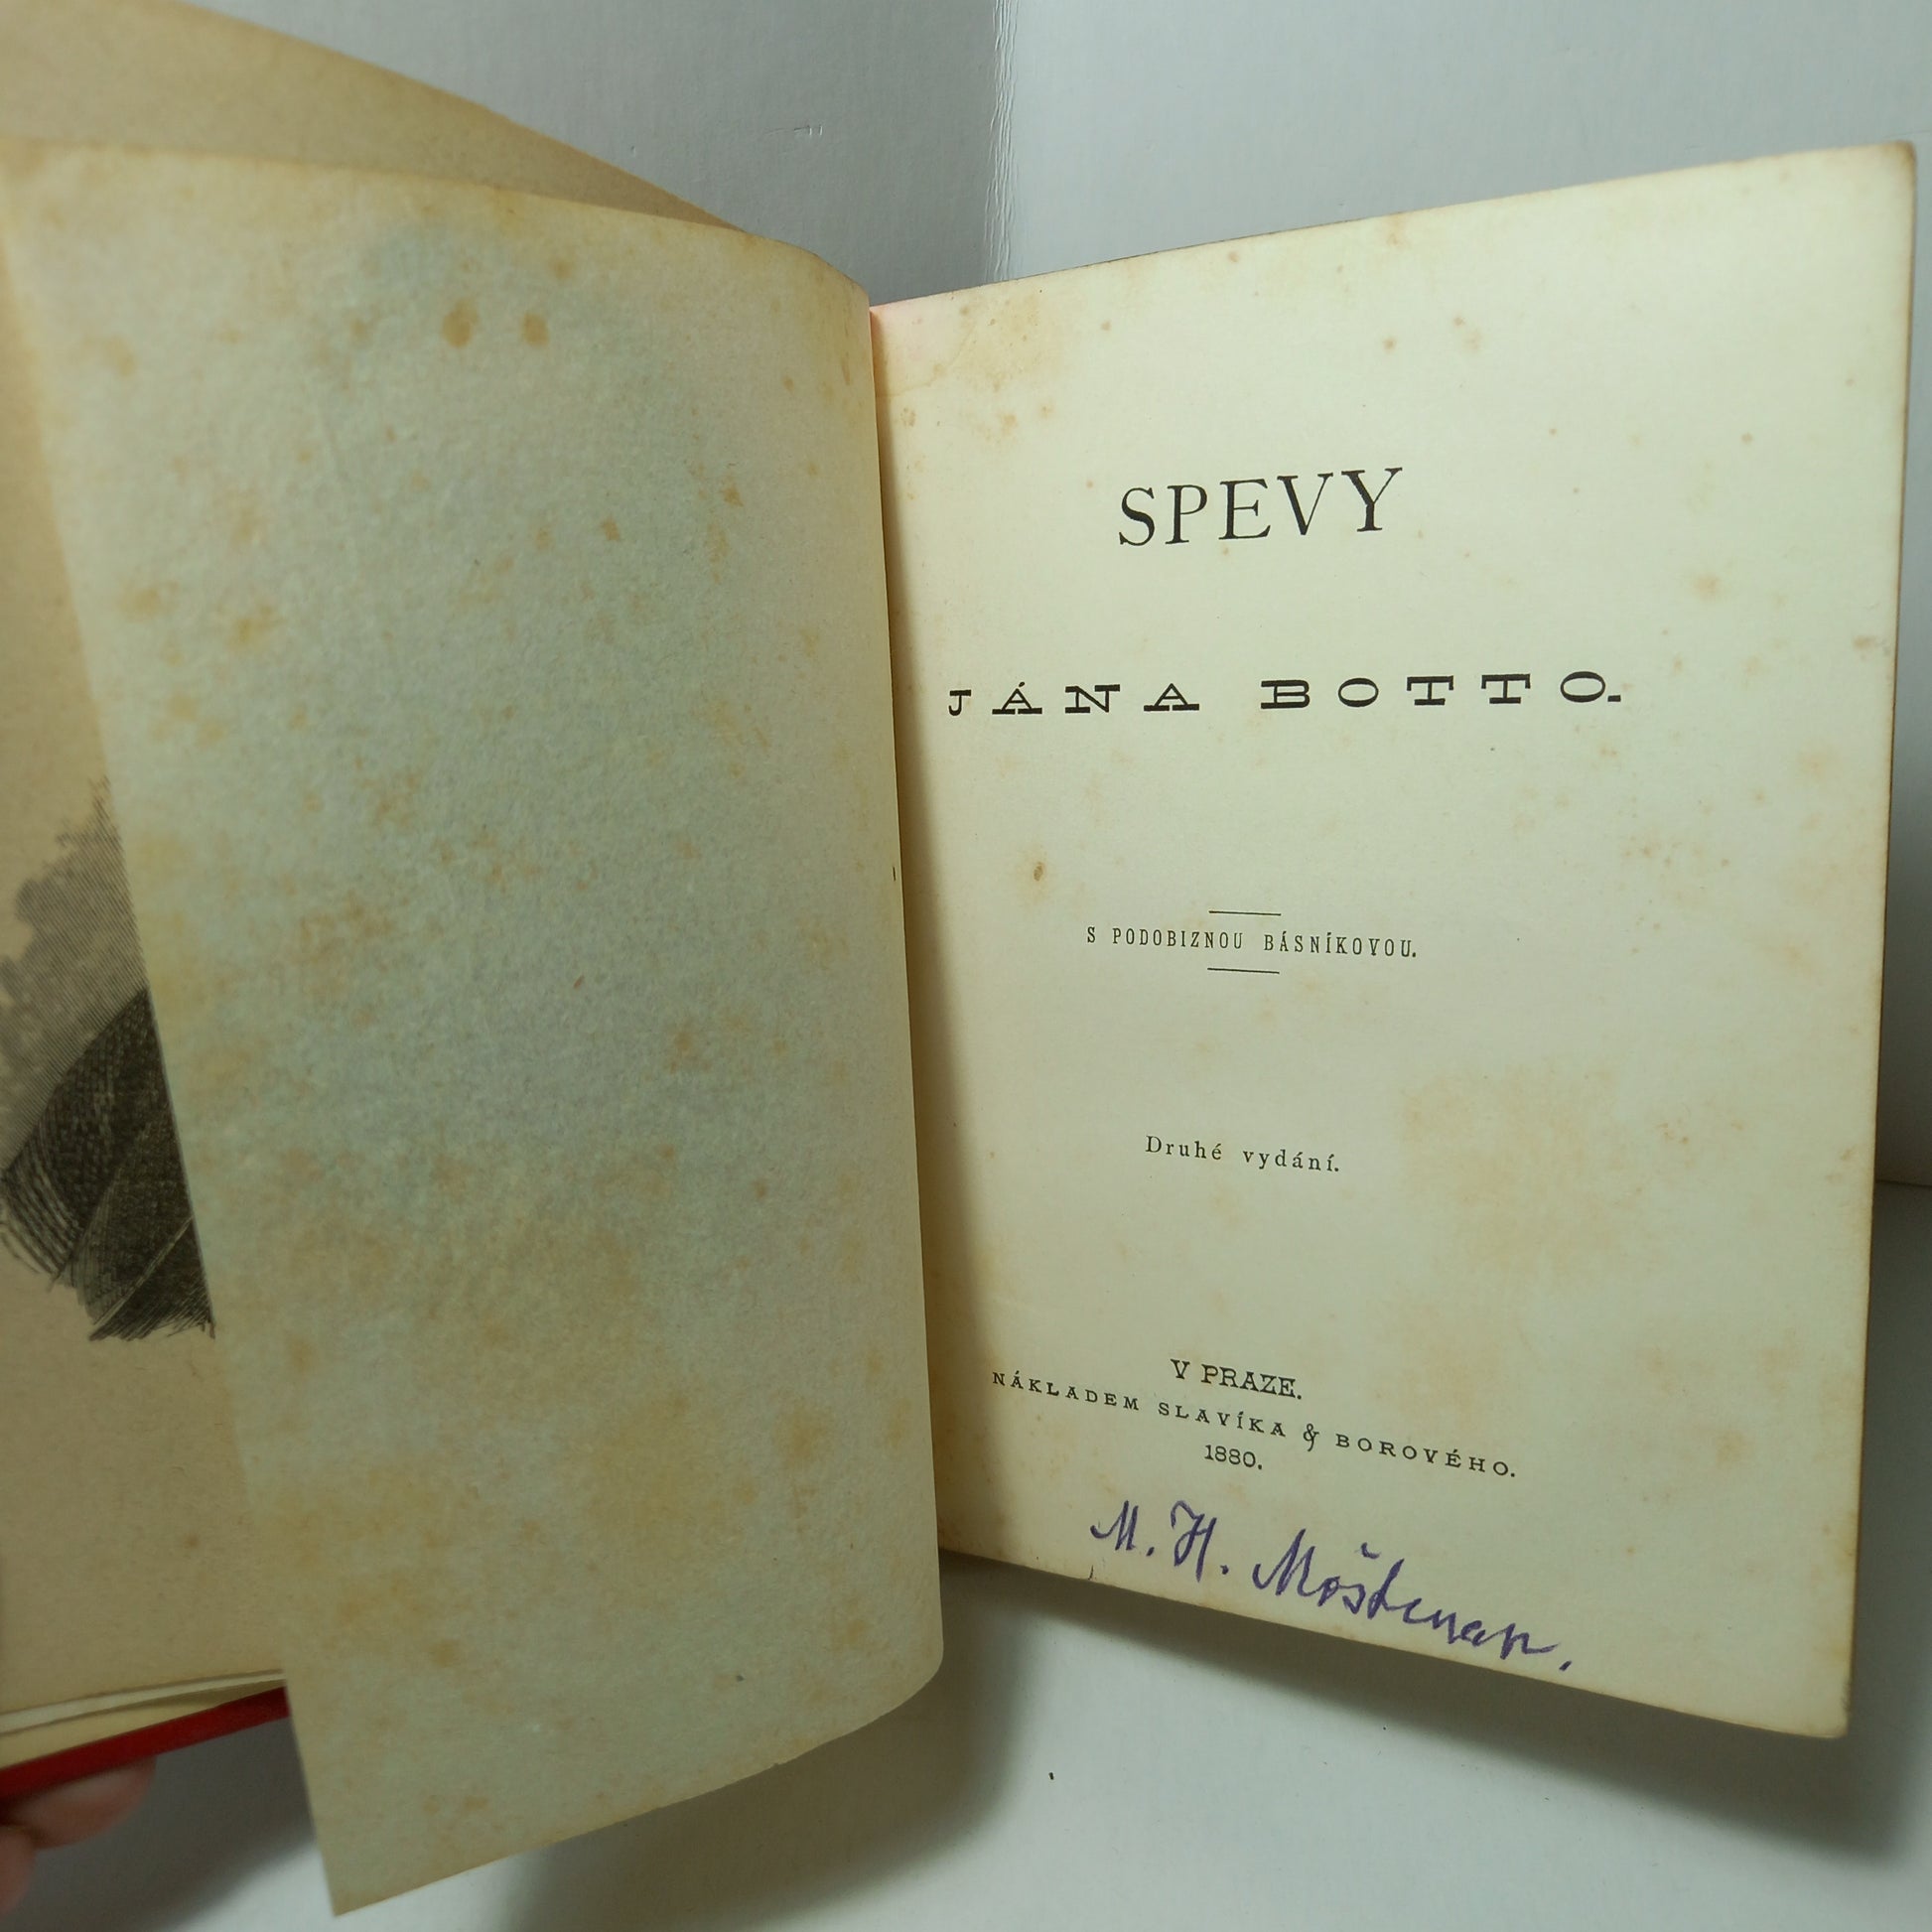 SPEVY
JÁNA BOTTO.
S PODOBIZNOU BÁSNÍKOVOU.
Druhé vydání.
V PRAZE.
NÁKLADEM SLAVÍKA & BOROVÉHO.
1880.
M. H.